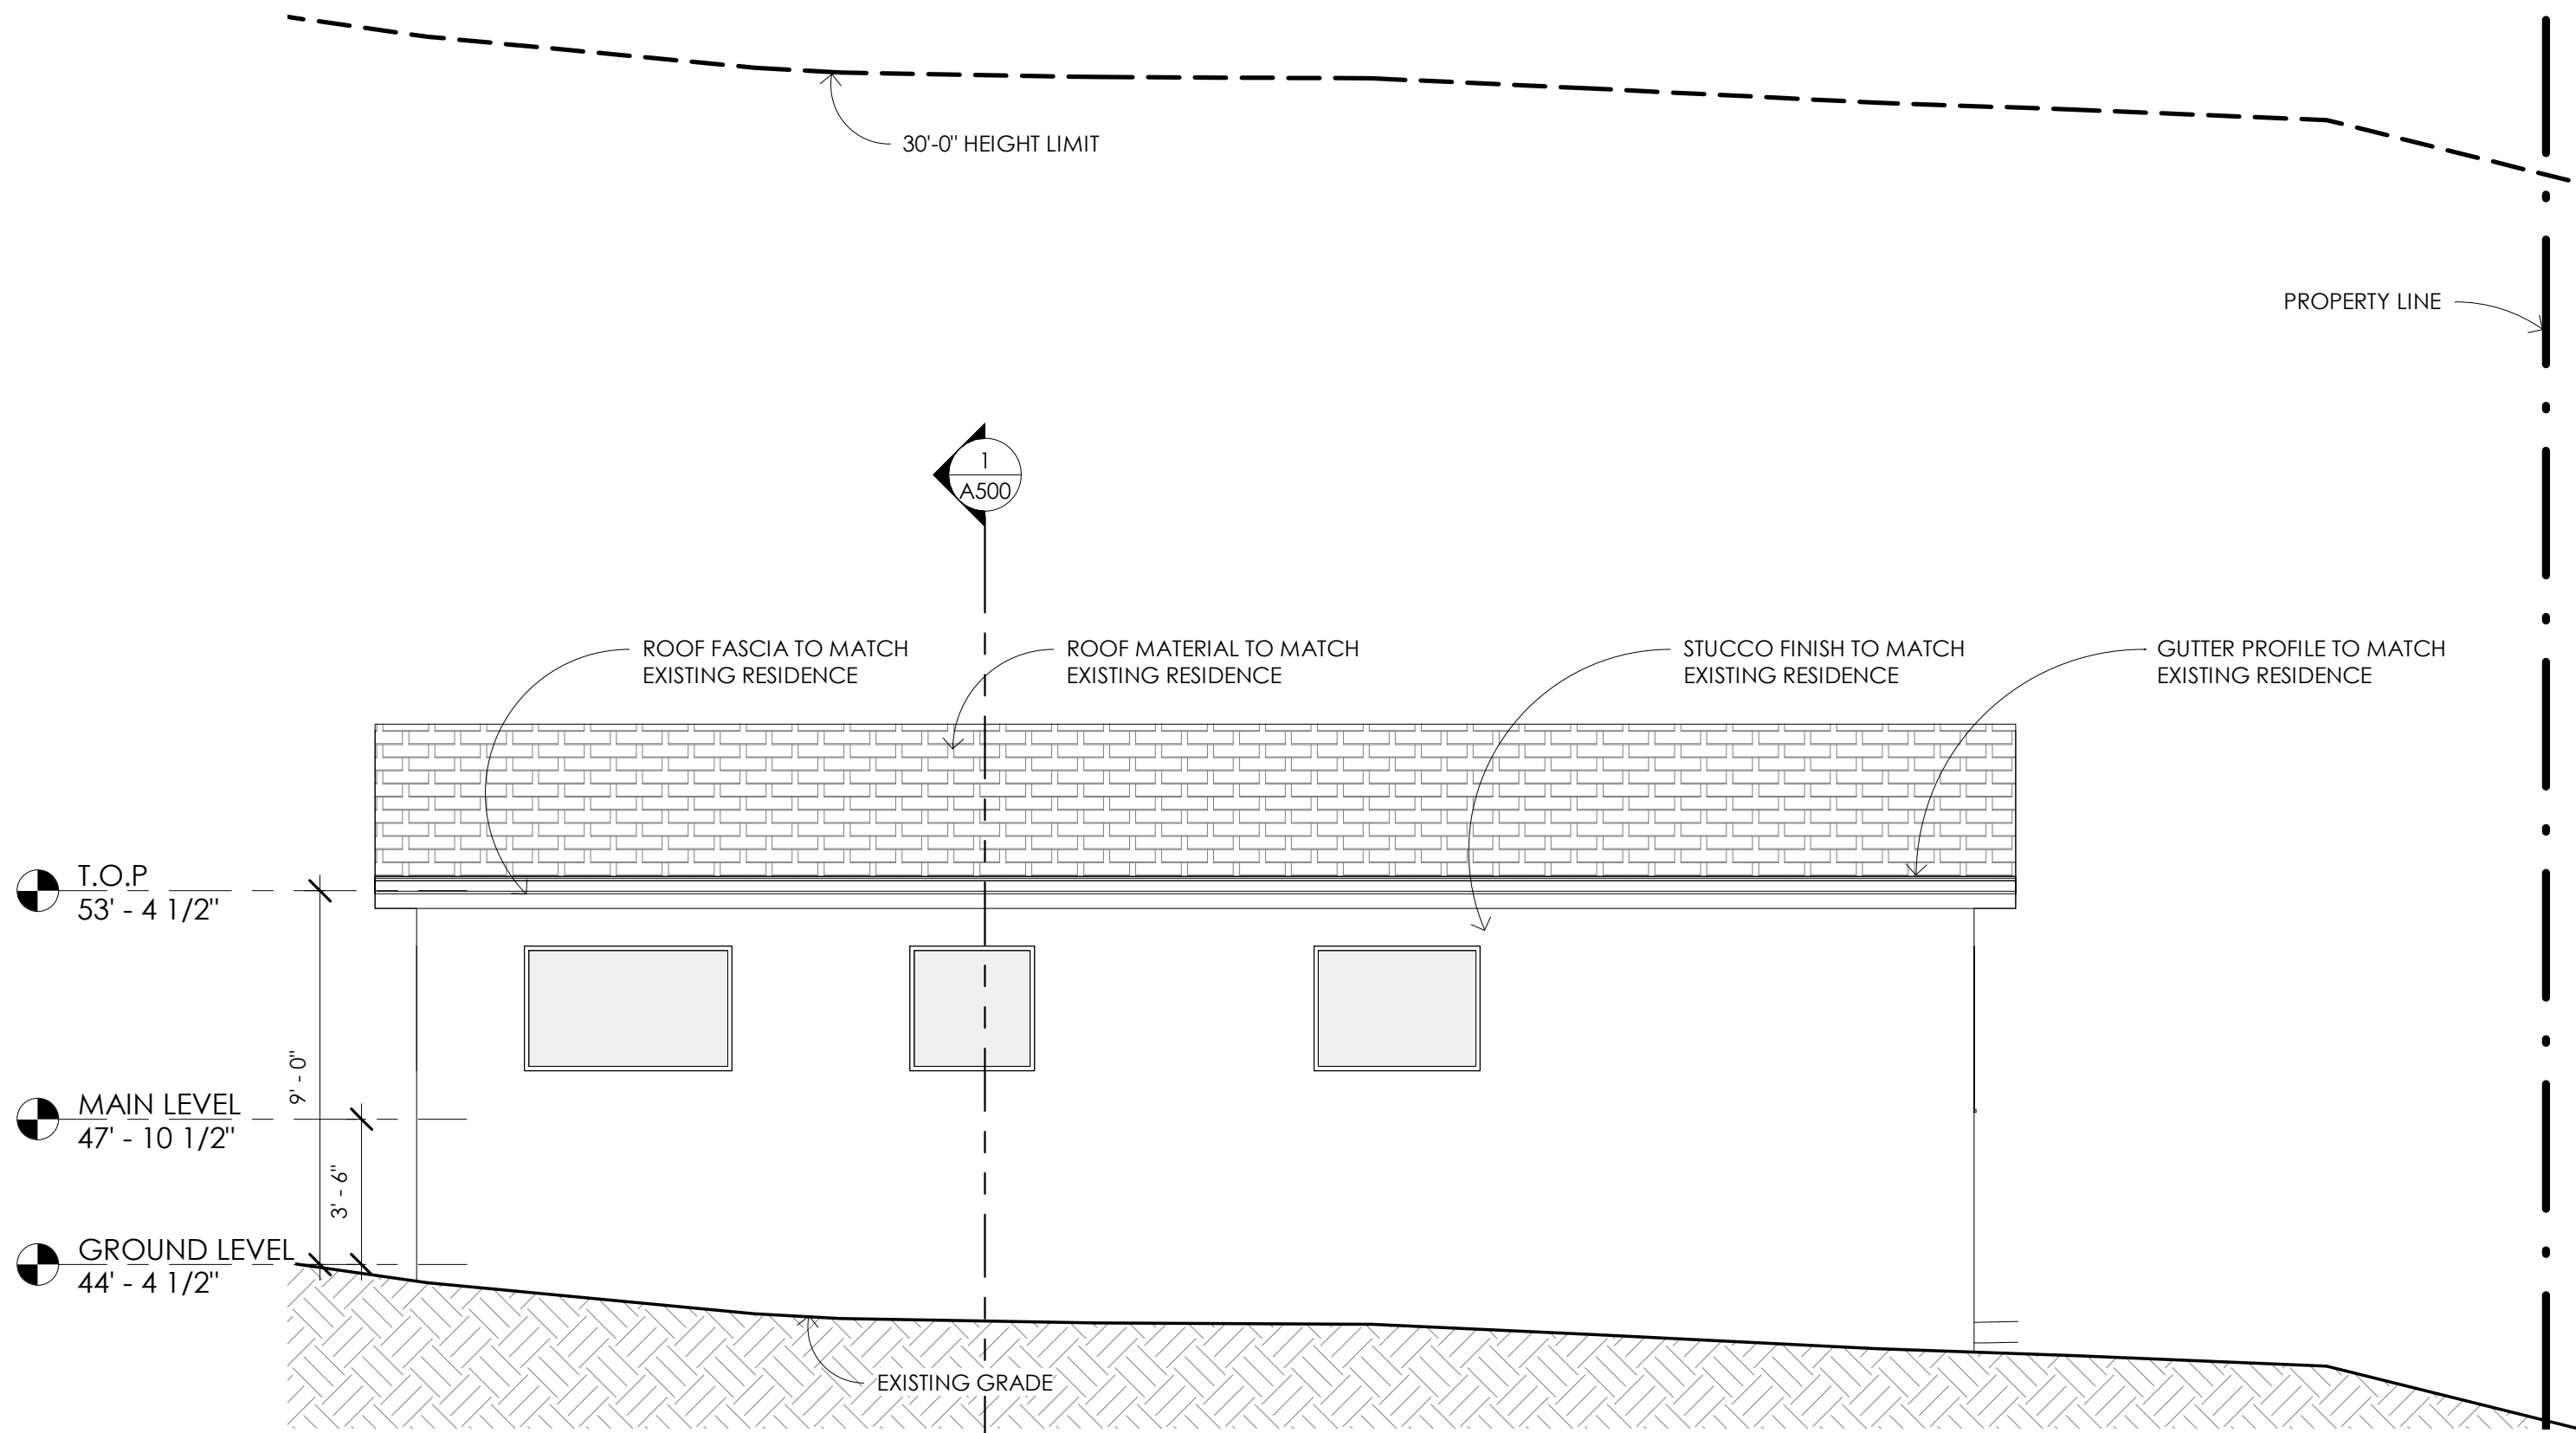 30'-0" HEIGHT LIMIT
PROPERTY LINE
1
A500
ROOF FASCIA TO MATCH
EXISTING RESIDENCE
ROOF MATERIAL TO MATCH
EXISTING RESIDENCE
STUCCO FINISH TO MATCH
EXISTING RESIDENCE
GUTTER PROFILE TO MATCH
EXISTING RESIDENCE
T.O.P
53' - 4 1/2"
9' - 0"
MAIN LEVEL
47' - 10 1/2"
3' - 6"
GROUND LEVEL
44' - 4 1/2"
EXISTING GRADE